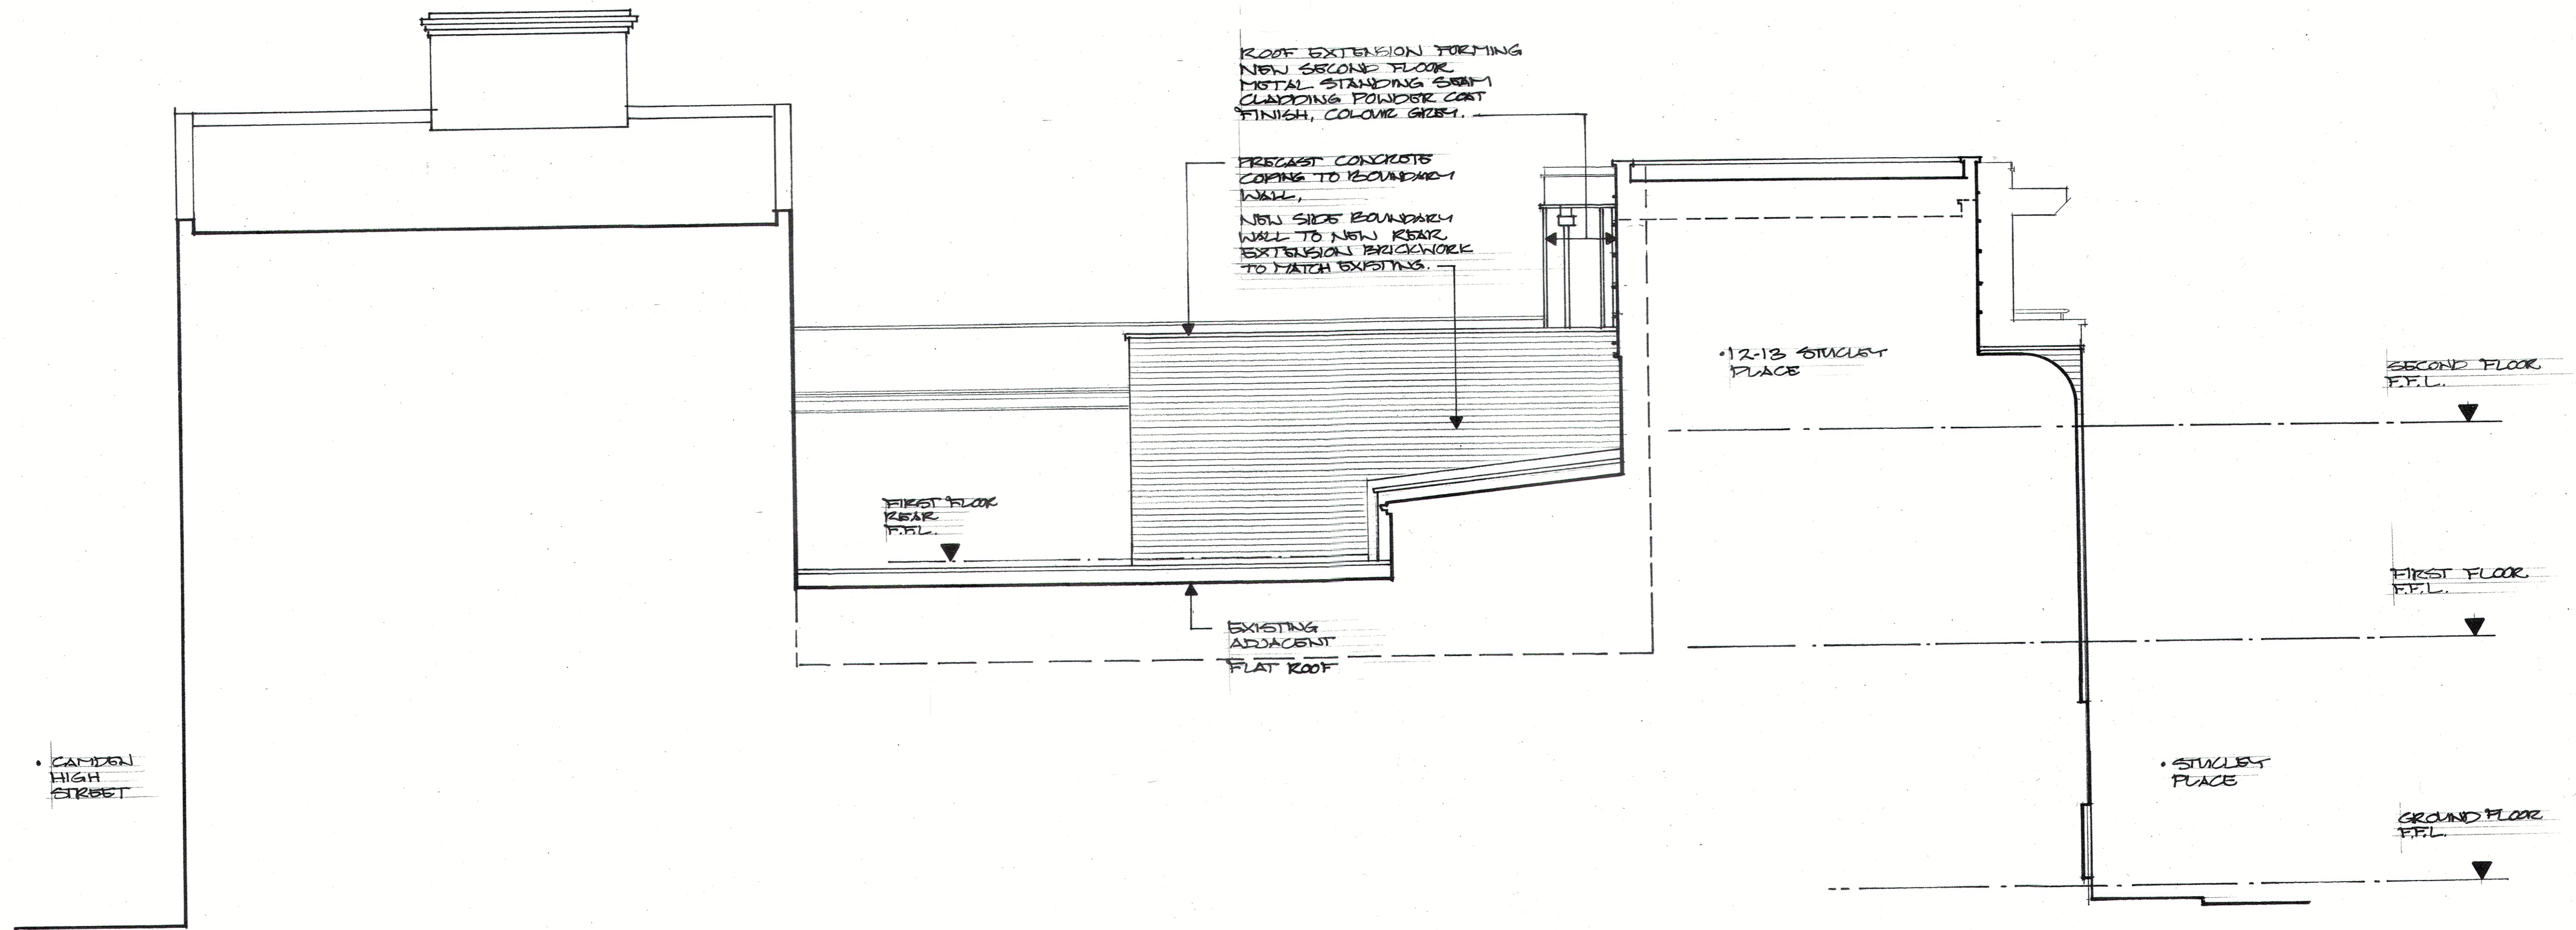 ROOF EXTENSION FORMING
NEW SECOND FLOOR
METAL STANDING SEAM
CLADDING POWDER COAT
FINISH, COLOUR GREY.
PRECAST CONCRETE
COPING TO BOUNDARY
WALL,
NEW SIDE BOUNDARY
WALL TO NEW REAR
EXTENSION BRICKWORK
TO MATCH EXISTING.
•12-13 STUCLEY
PLACE
SECOND FLOOR
F.F.L.
FIRST FLOOR
REAR
F.F.L.
FIRST FLOOR
F.F.L.
EXISTING
ADJACENT
FLAT ROOF
• CAMDEN
HIGH
STREET
• STUCLEY
PLACE
GROUND FLOOR
F.F.L.